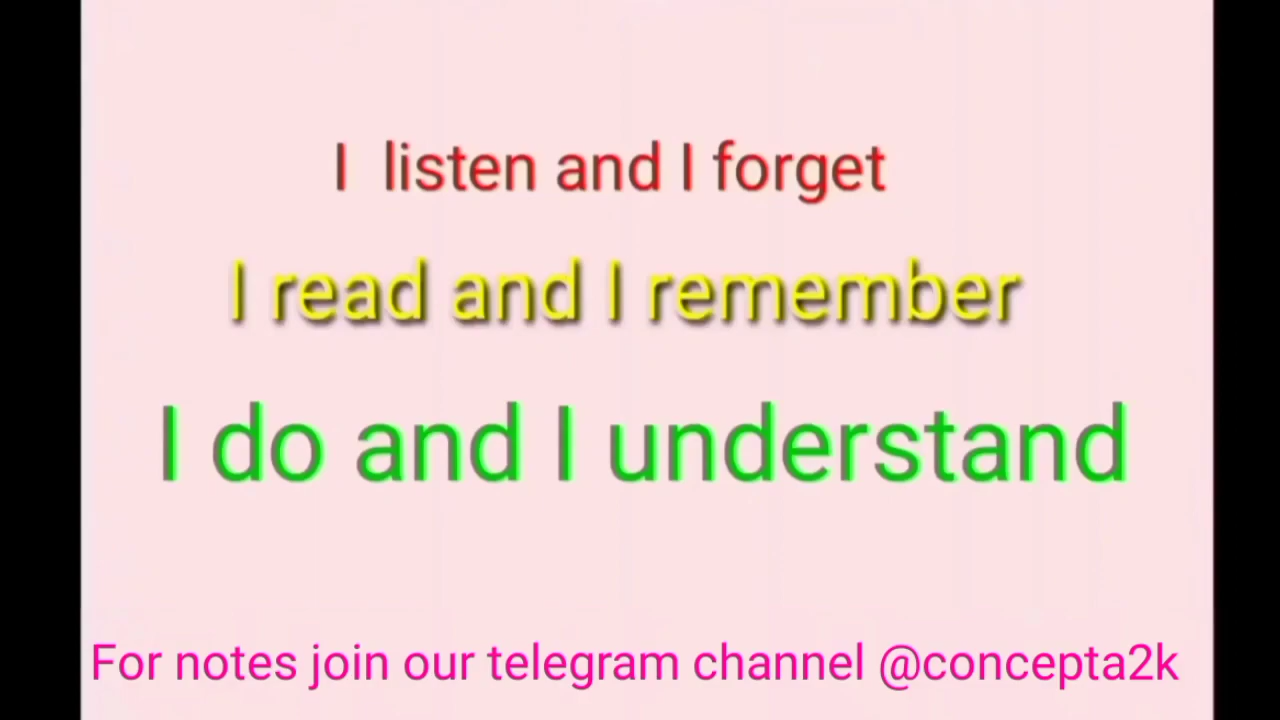 I listen and I forget
I read and I remember
I do and I understand
For notes join our telegram channel @concepta2k